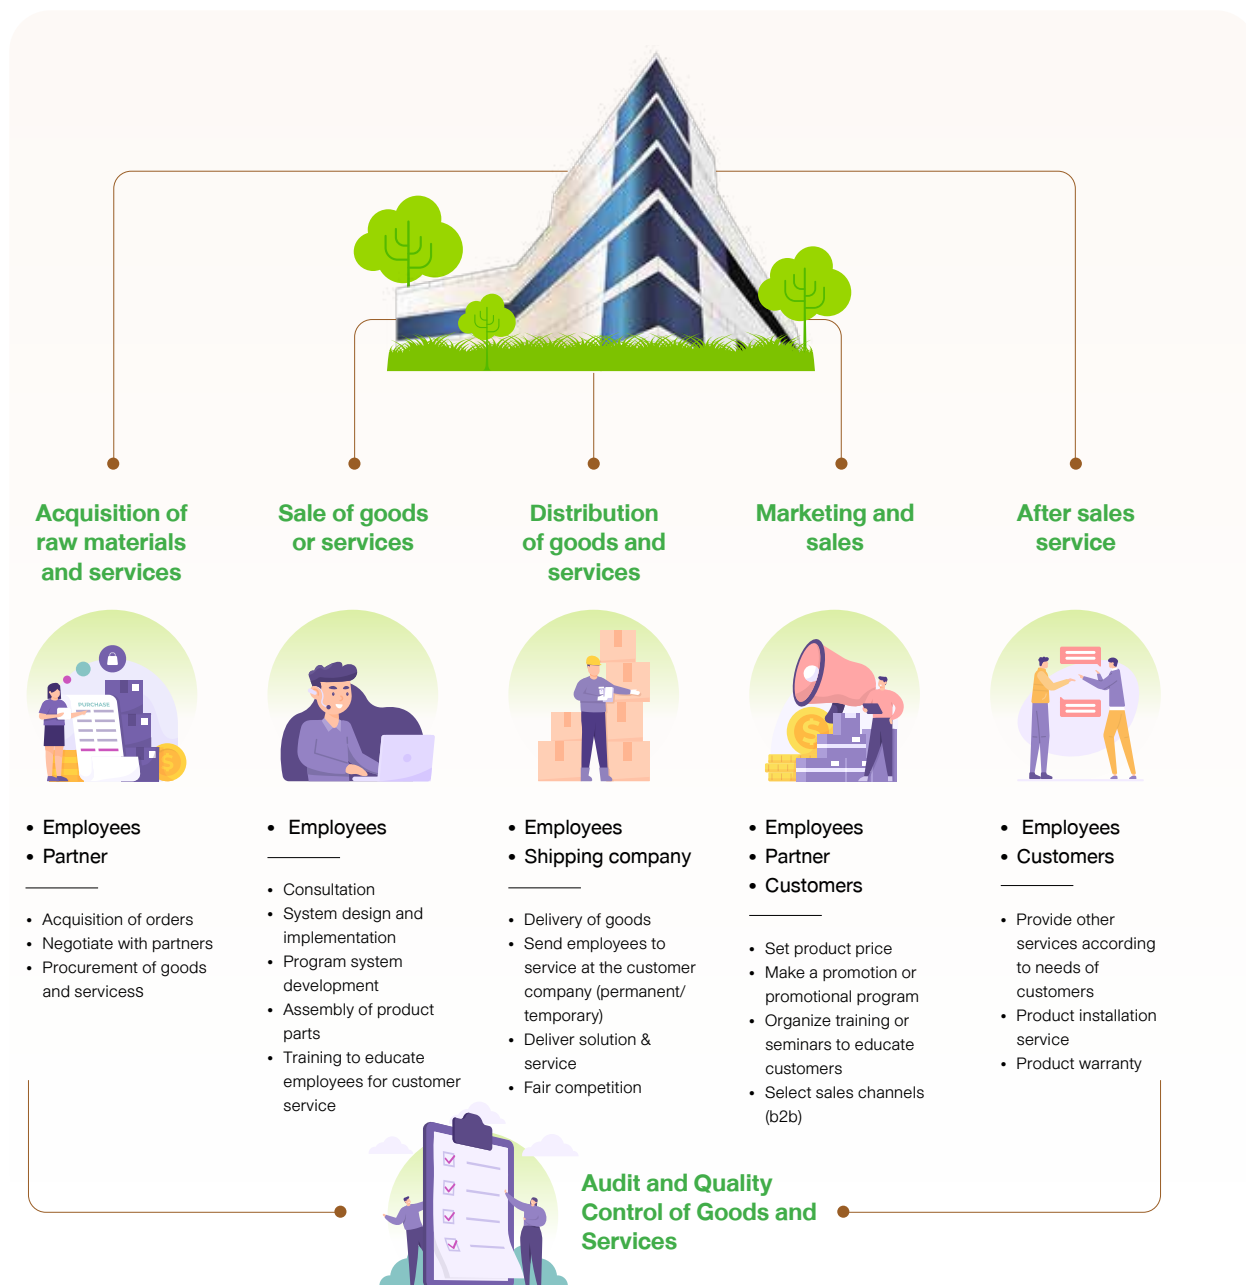 Acquisition of
raw materials
and services
PURCHASE
• Employees
• Partner
• Acquisition of orders
• Negotiate with partners
• Procurement of goods
and servicess
Sale of goods
or services
• Employees
• Consultation
• System design and
implementation
• Program system
development
• Assembly of product
parts
• Training to educate
employees for customer
service
Distribution
of goods and
services
• Employees
• Shipping company
• Delivery of goods
• Send employees to
service at the customer
company (permanent/
temporary)
• Deliver solution &
service
• Fair competition
Marketing and
sales
• Employees
• Partner
• Customers
• Set product price
• Make a promotion or
promotional program
• Organize training or
seminars to educate
customers
• Select sales channels
(b2b)
After sales
service
• Employees
• Customers
• Provide other
services according
to needs of
customers
• Product installation
service
• Product warranty
Audit and Quality
Control of Goods and
Services